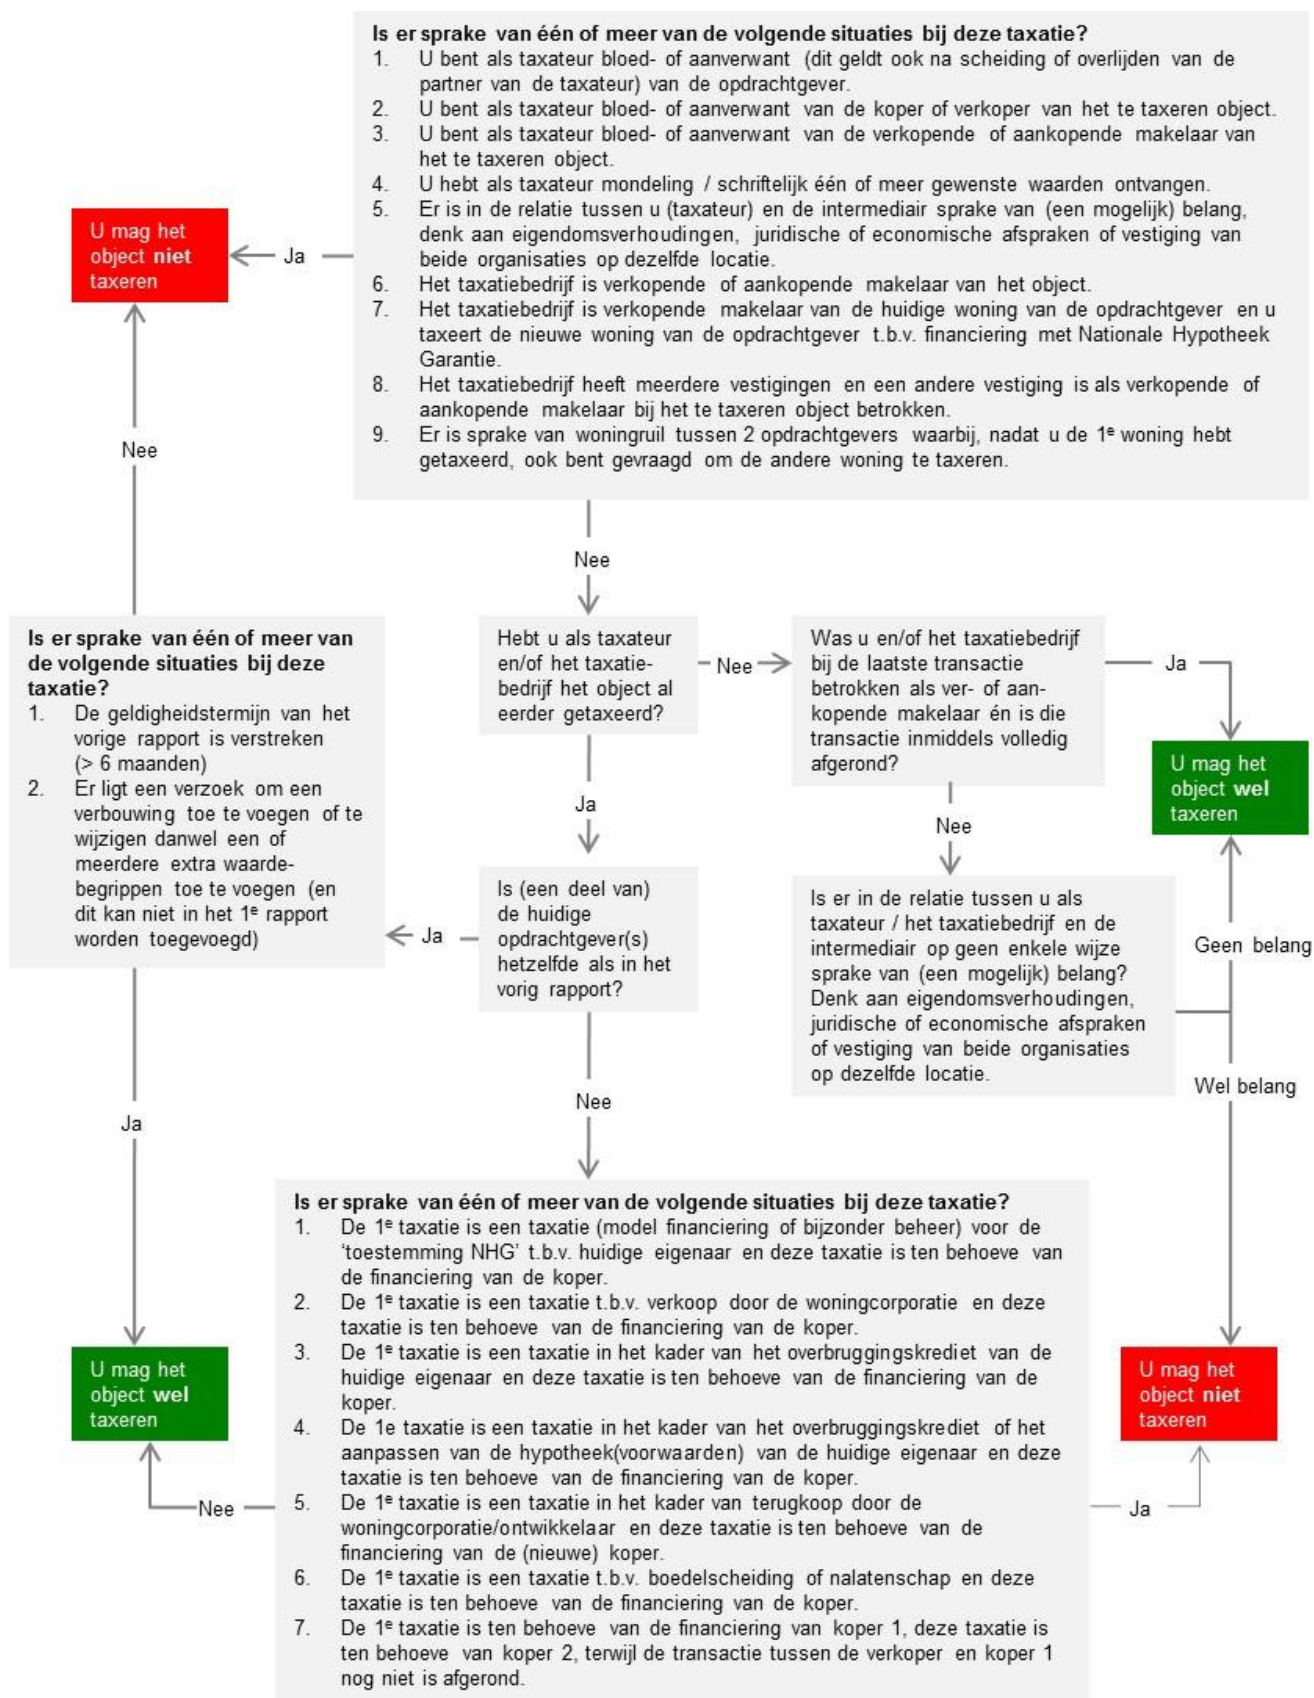 Is er sprake van één of meer van de volgende situaties bij deze taxatie?
1. U bent als taxateur bloed- of aanverwant (dit geldt ook na scheiding of overlijden van de
partner van de taxateur) van de opdrachtgever.
2. U bent als taxateur bloed- of aanverwant van de koper of verkoper van het te taxeren object.
3. U bent als taxateur bloed- of aanverwant van de verkopende of aankopende makelaar van
het te taxeren object.
4. U hebt als taxateur mondeling / schriftelijk één of meer gewenste waarden ontvangen.
5. Er is in de relatie tussen u (taxateur) en de intermediair sprake van (een mogelijk) belang,
denk aan eigendomsverhoudingen, juridische of economische afspraken of vestiging van
beide organisaties op dezelfde locatie.
6. Het taxatiebedrijf is verkopende of aankopende makelaar van het object.
7. Het taxatiebedrijf is verkopende makelaar van de huidige woning van de opdrachtgever en u
taxeert de nieuwe woning van de opdrachtgever t.b.v. financiering met Nationale Hypotheek
Garantie.
8. Het taxatiebedrijf heeft meerdere vestigingen en een andere vestiging is als verkopende of
aankopende makelaar bij het te taxeren object betrokken.
9. Er is sprake van woningruil tussen 2 opdrachtgevers waarbij, nadat u de 1e woning hebt
getaxeerd, ook bent gevraagd om de andere woning te taxeren.
U mag het
object niet
taxeren
Ja
Nee
Nee
Is er sprake van één of meer van
de volgende situaties bij deze
taxatie?
1. De geldigheidstermijn van het
vorige rapport is verstreken
(> 6 maanden)
2. Er ligt een verzoek om een
verbouwing toe te voegen of te
wijzigen danwel een of
meerdere extra waarde-
begrippen toe te voegen (en
dit kan niet in het 1e rapport
worden toegevoegd)
Hebt u als taxateur
en/of het taxatie-
bedrijf het object al
eerder getaxeerd?
Nee
Was u en/of het taxatiebedrijf
bij de laatste transactie
betrokken als ver- of aan-
kopende makelaar én is die
transactie inmiddels volledig
afgerond?
Ja
U mag het
object wel
taxeren
Ja
Nee
Is (een deel van)
de huidige
opdrachtgever(s)
hetzelfde als in het
vorig rapport?
Ja
Is er in de relatie tussen u als
taxateur / het taxatiebedrijf en de
intermediair op geen enkele wijze
sprake van (een mogelijk) belang?
Denk aan eigendomsverhoudingen,
juridische of economische afspraken
of vestiging van beide organisaties
op dezelfde locatie.
Geen belang
Wel belang
Ja
Nee
Is er sprake van één of meer van de volgende situaties bij deze taxatie?
1. De 1e taxatie is een taxatie (model financiering of bijzonder beheer) voor de
‘toestemming NHG’ t.b.v. huidige eigenaar en deze taxatie is ten behoeve van
de financiering van de koper.
2. De 1e taxatie is een taxatie t.b.v. verkoop door de woningcorporatie en deze
taxatie is ten behoeve van de financiering van de koper.
3. De 1e taxatie is een taxatie in het kader van het overbruggingskrediet van de
huidige eigenaar en deze taxatie is ten behoeve van de financiering van de
koper.
4. De 1e taxatie is een taxatie in het kader van het overbruggingskrediet of het
aanpassen van de hypotheek(voorwaarden) van de huidige eigenaar en deze
taxatie is ten behoeve van de financiering van de koper.
5. De 1e taxatie is een taxatie in het kader van terugkoop door de
woningcorporatie/ontwikkelaar en deze taxatie is ten behoeve van de
financiering van de (nieuwe) koper.
6. De 1e taxatie is een taxatie t.b.v. boedelscheiding of nalatenschap en deze
taxatie is ten behoeve van de financiering van de koper.
7. De 1e taxatie is ten behoeve van de financiering van koper 1, deze taxatie is
ten behoeve van koper 2, terwijl de transactie tussen de verkoper en koper 1
nog niet is afgerond.
U mag het
object wel
taxeren
Nee
U mag het
object niet
taxeren
Ja